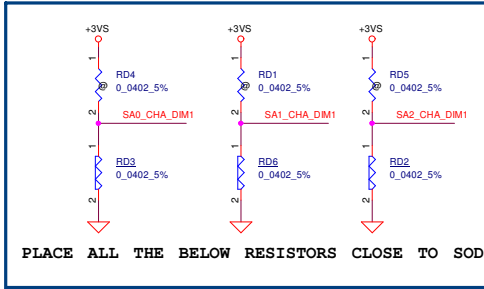 +3VS +3VS +3VS
1 1 1
RD4 RD1 RD5
@ @ @
0_0402_5% 0_0402_5% 0_0402_5%
2 2 2
SA0_CHA_DIM1 SA1_CHA_DIM1 SA2_CHA_DIM1
1 1 1
RD3 RD6 RD2
0_0402_5% 0_0402_5% 0_0402_5%
2 2 2
PLACE ALL THE BELOW RESISTORS CLOSE TO SOD